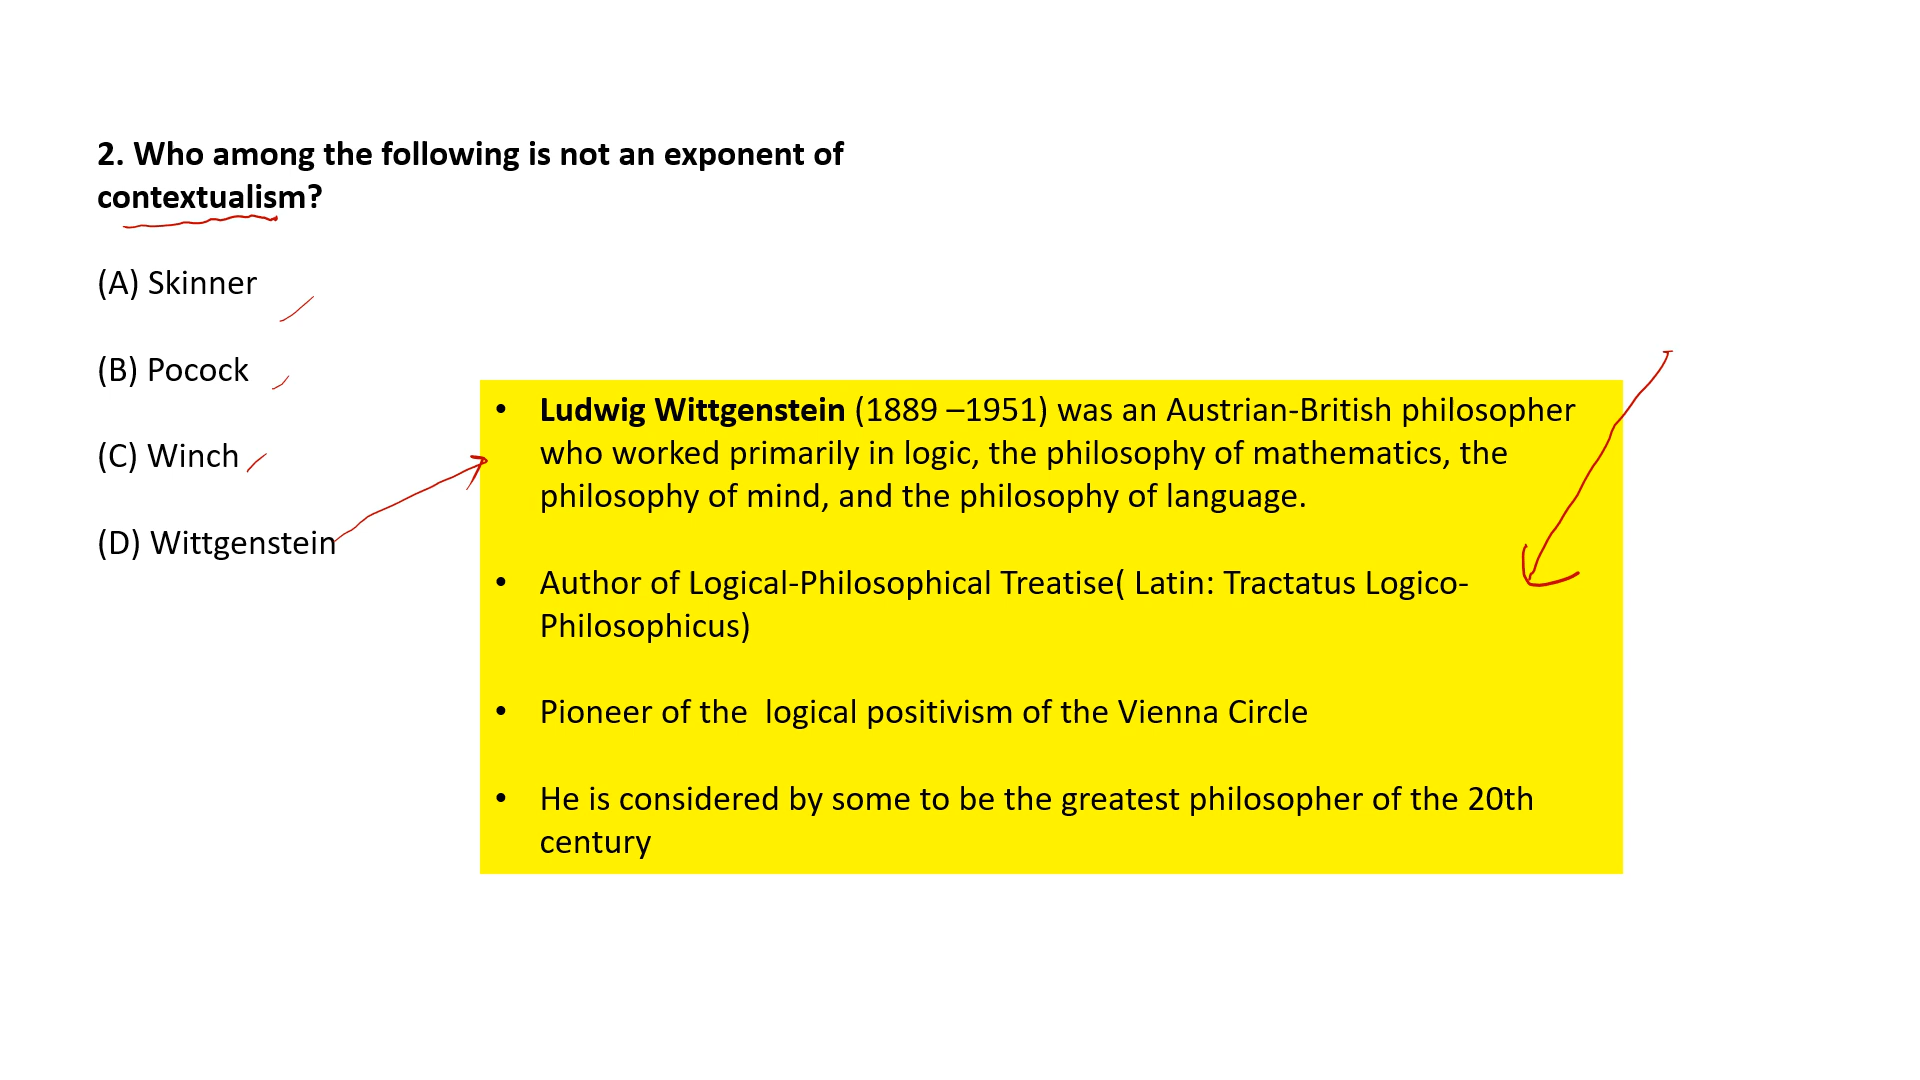 2. Who among the following is not an exponent of
contextualism?
(A) Skinner
(B) Pocock
(C) Winch
(D) Wittgenstein
• Ludwig Wittgenstein (1889 –1951) was an Austrian-British philosopher
who worked primarily in logic, the philosophy of mathematics, the
philosophy of mind, and the philosophy of language.
• Author of Logical-Philosophical Treatise( Latin: Tractatus Logico-
Philosophicus)
• Pioneer of the  logical positivism of the Vienna Circle
• He is considered by some to be the greatest philosopher of the 20th
century